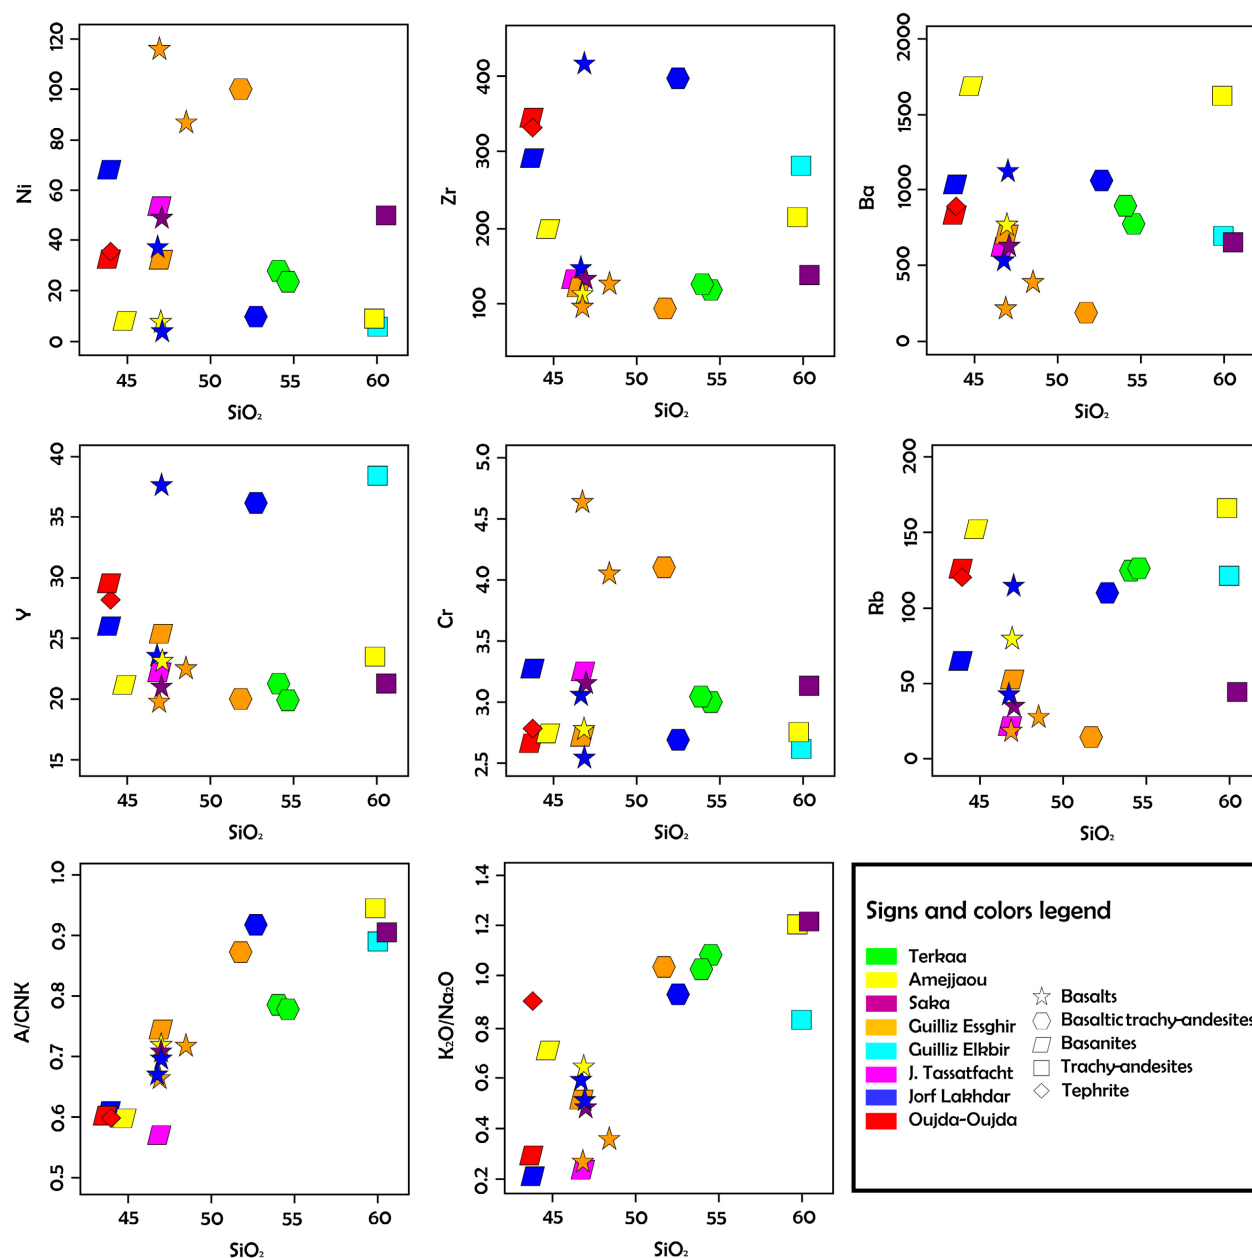 Ni
0 20 40 60 80 100 120
45 50 55 60
SiO₂
Zr
100 200 300 400
45 50 55 60
SiO₂
Ba
0 500 1000 1500 2000
45 50 55 60
SiO₂
Y
15 20 25 30 35 40
45 50 55 60
SiO₂
Cr
2.5 3.0 3.5 4.0 4.5 5.0
45 50 55 60
SiO₂
Rb
0 50 100 150 200
45 50 55 60
SiO₂
A/CNK
0.5 0.6 0.7 0.8 0.9 1.0
45 50 55 60
SiO₂
K₂O/Na₂O
0.2 0.4 0.6 0.8 1.0 1.2 1.4
45 50 55 60
SiO₂
Signs and colors legend
Terkaa
Amejjaou
Saka
Guilliz Essghir
Guilliz Elkbir
J. Tassatfacht
Jorf Lakhdar
Oujda-Oujda
Basalts
Basaltic trachy-andesites
Basanites
Trachy-andesites
Tephrite